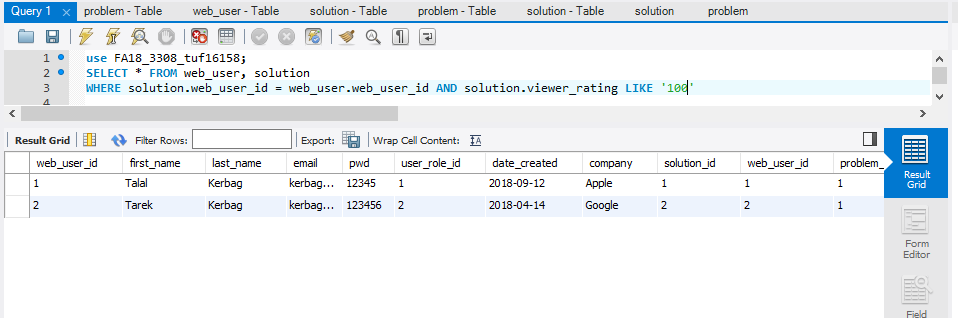 Query 1 problem - Table web_user - Table solution - Table problem - Table solution - Table solution problem
1 use FA18_3308_tuf16158;
2 SELECT * FROM web_user, solution
3 WHERE solution.web_user_id = web_user.web_user_id AND solution.viewer_rating LIKE '100'
4
Result Grid Filter Rows: Export: Wrap Cell Content:
web_user_id first_name last_name email pwd user_role_id date_created company solution_id web_user_id problem_
1 Talal Kerbag kerbag... 12345 1 2018-09-12 Apple 1 1 1
2 Tarek Kerbag kerbag... 123456 2 2018-04-14 Google 2 2 1
Result
Grid
Form
Editor
Field